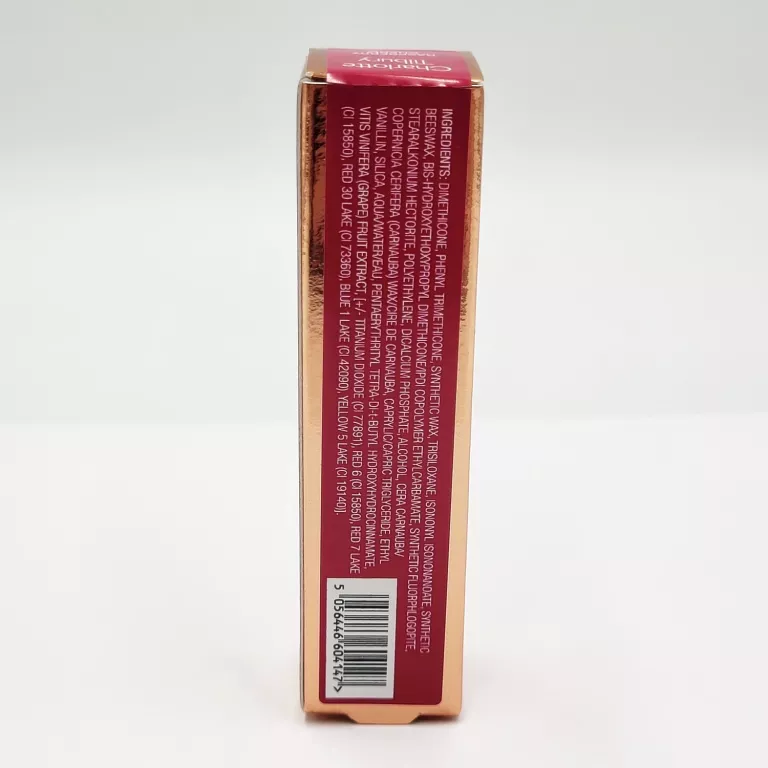 Charlotte
Tilbury
INGREDIENTS: DIMETHICONE, PHENYL TRIMETHICONE, SYNTHETIC WAX, TRISILOXANE, ISONONYL ISONONANOATE, SYNTHETIC
BEESWAX, BIS-HYDROXYETHOXYPROPYL DIMETHICONE/IPDI COPOLYMER ETHYLCARBAMATE, SYNTHETIC FLUORPHLOGOPITE,
STEARALKONIUM HECTORITE, POLYETHYLENE, DICALCIUM PHOSPHATE, ALCOHOL, CERA CARNAUBA/
COPERNICIA CERIFERA (CARNAUBA) WAX/CIRE DE CARNAUBA, CAPRYLIC/CAPRIC TRIGLYCERIDE, ETHYL
VANILLIN, SILICA, AQUA/WATER/EAU, PENTAERYTHRITYL TETRA-DI-t-BUTYL HYDROXYHYDROCINNAMATE,
VITIS VINIFERA (GRAPE) FRUIT EXTRACT, [+/- TITANIUM DIOXIDE (CI 77891), RED 6 (CI 15850), RED 7 LAKE
(CI 15850), RED 30 LAKE (CI 73360), BLUE 1 LAKE (CI 42090), YELLOW 5 LAKE (CI 19140)].
5 056446 604147 >